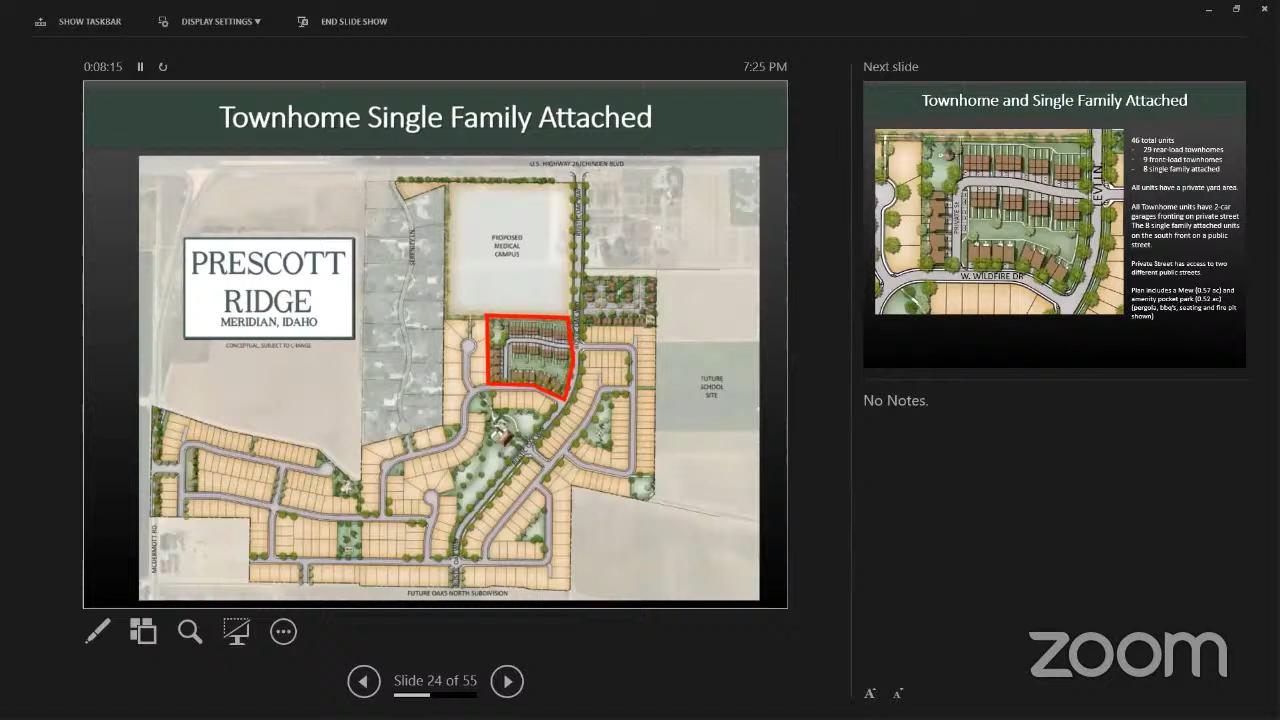 SHOW TASKBAR
DISPLAY SETTINGS ▼
END SLIDE SHOW
0:08:15
7:25 PM
Next slide
Townhome Single Family Attached
U.S. HIGHWAY 26/CHINDEN BLVD
SERENITY LN
PROPOSED
MEDICAL
CAMPUS
PRESCOTT
RIDGE
MERIDIAN, IDAHO
CONCEPTUAL, SUBJECT TO CHANGE
FUTURE
SCHOOL
SITE
MCDERMOTT RD.
FUTURE OAKS NORTH SUBDIVISION
Townhome and Single Family Attached
46 total units
- 29 rear-load townhomes
- 9 front-load townhomes
- 8 single family attached
All units have a private yard area.
All Townhome units have 2-car
garages fronting on private street
The 8 single family attached units
on the south front on a public
street.
Private Street has access to two
different public streets.
Plan includes a Mew (0.57 ac) and
amenity pocket park (0.52 ac)
(pergola, bbq's, seating and fire pit
shown)
PRIVATE ST
W. WILDFIRE DR
No Notes.
Slide 24 of 55
A A
zoom